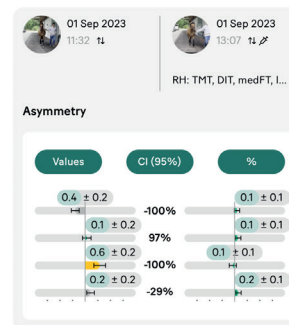 01 Sep 2023 01 Sep 2023
11:32 13:07
RH: TMT, DIT, medFT, I...
Asymmetry
Values CI (95%) %
0.4 ± 0.2 0.1 ± 0.1
-100%
0.1 ± 0.2 0.1 ± 0.1
97%
0.6 ± 0.2 0.1 ± 0.1
-100%
0.2 ± 0.2 0.2 ± 0.1
-29%